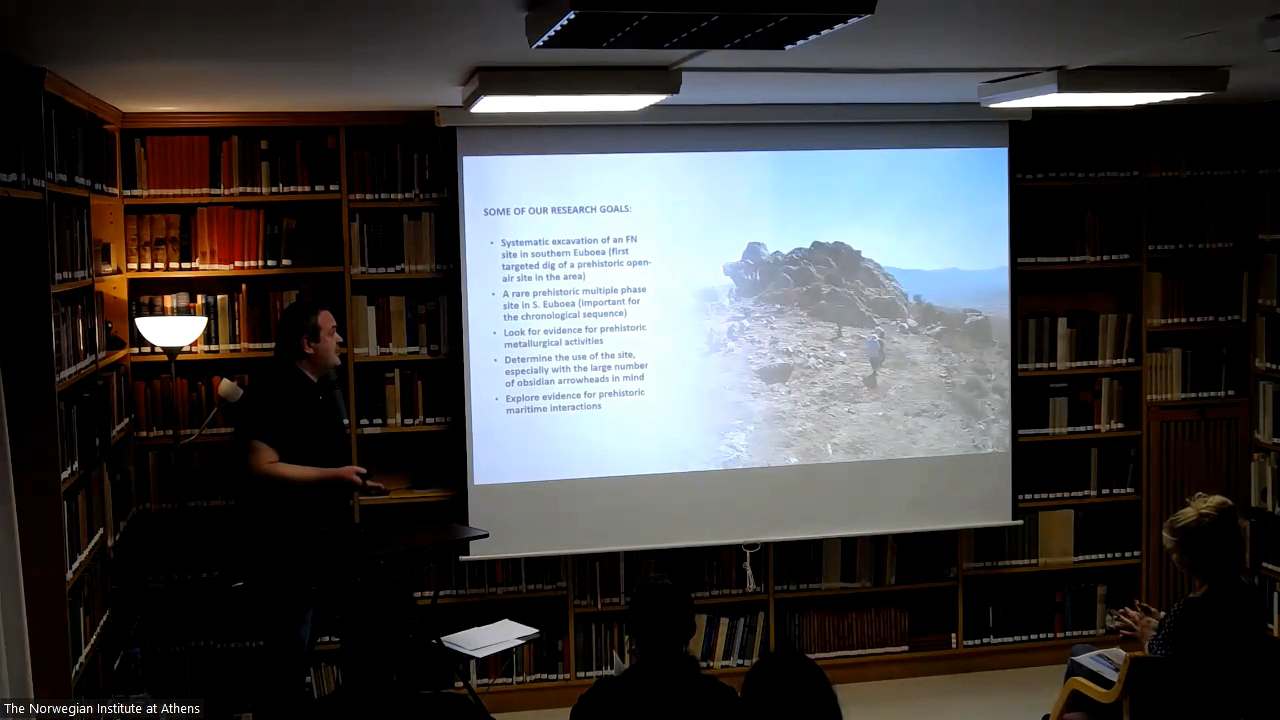 SOME OF OUR RESEARCH GOALS:
• Systematic excavation of an FN
site in southern Euboea (first
targeted dig of a prehistoric open-
air site in the area)
• A rare prehistoric multiple phase
site in S. Euboea (important for
the chronological sequence)
• Look for evidence for prehistoric
metallurgical activities
• Determine the use of the site,
especially with the large number
of obsidian arrowheads in mind
• Explore evidence for prehistoric
maritime interactions
The Norwegian Institute at Athens